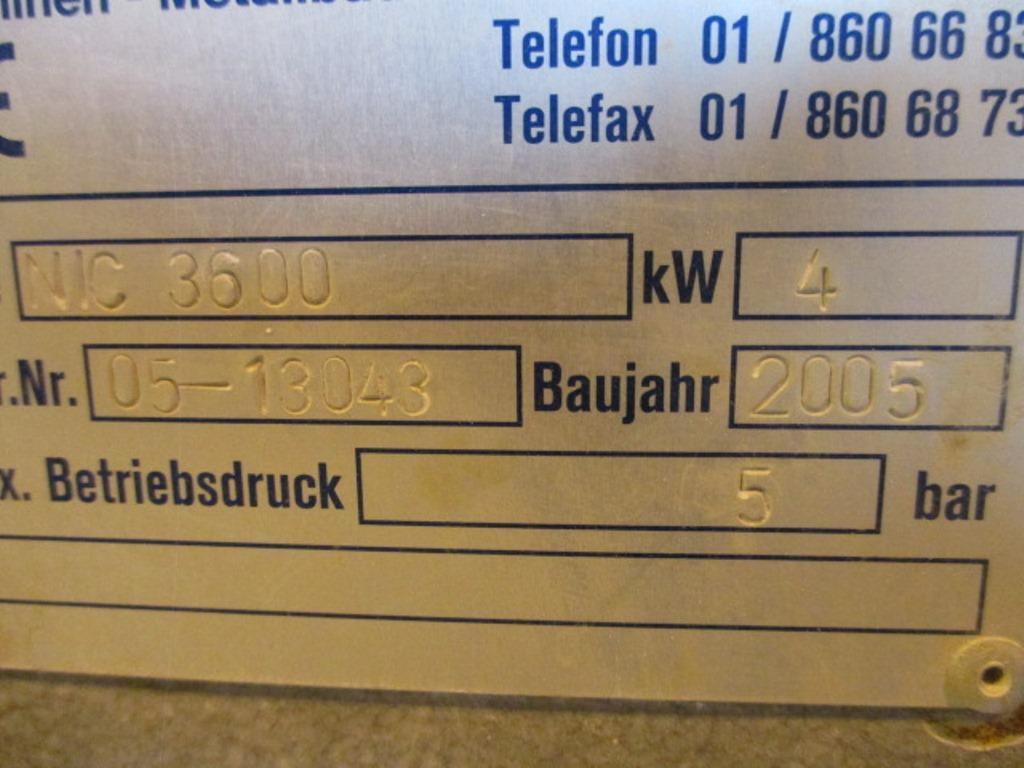 Telefon 01 / 860 66 83
Telefax 01 / 860 68 73
NIC 3600 kW 4
r.Nr. 05-13043 Baujahr 2005
x. Betriebsdruck 5 bar